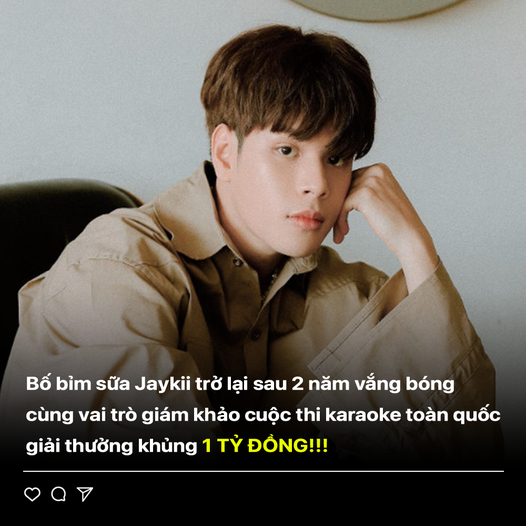 Bố bỉm sữa Jaykii trở lại sau 2 năm vắng bóng
cùng vai trò giám khảo cuộc thi karaoke toàn quốc
giải thưởng khủng 1 TỶ ĐỒNG!!!